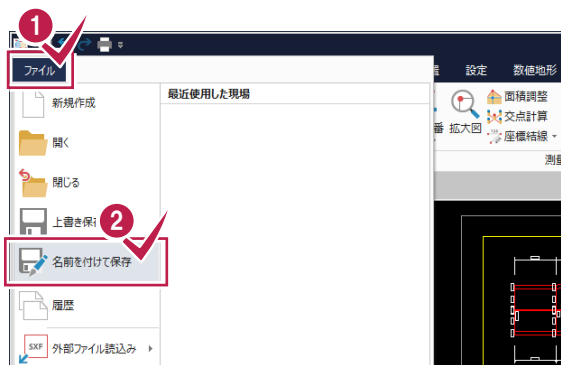 1
ファイル
設定
数値地形
新規作成
最近使用した現場
面積調整
交点計算
番
拡大図
座標結線
開く
閉じる
上書き保
2
名前を付けて保存
履歴
SXF
外部ファイル読込み